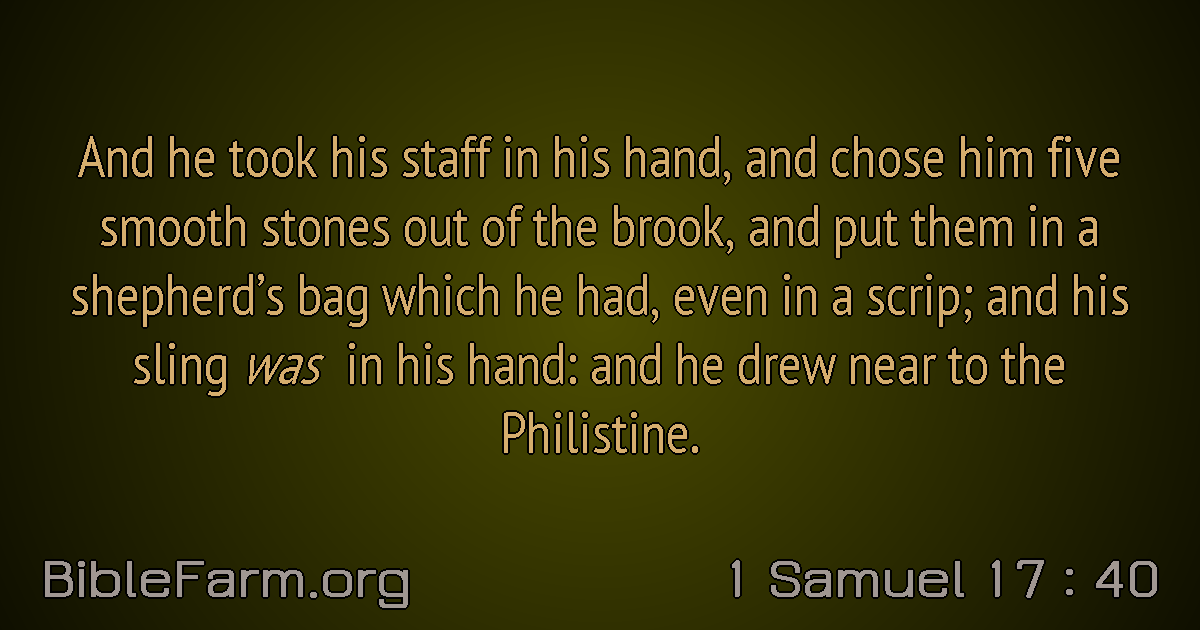 And he took his staff in his hand, and chose him five
smooth stones out of the brook, and put them in a
shepherd’s bag which he had, even in a scrip; and his
sling was in his hand: and he drew near to the
Philistine.
BibleFarm.org
1 Samuel 17 : 40